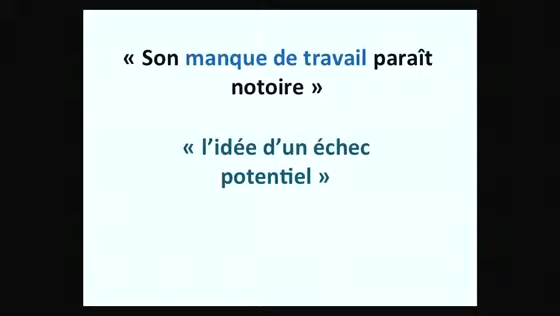 « Son manque de travail paraît
notoire »
« l’idée d’un échec
potentiel »